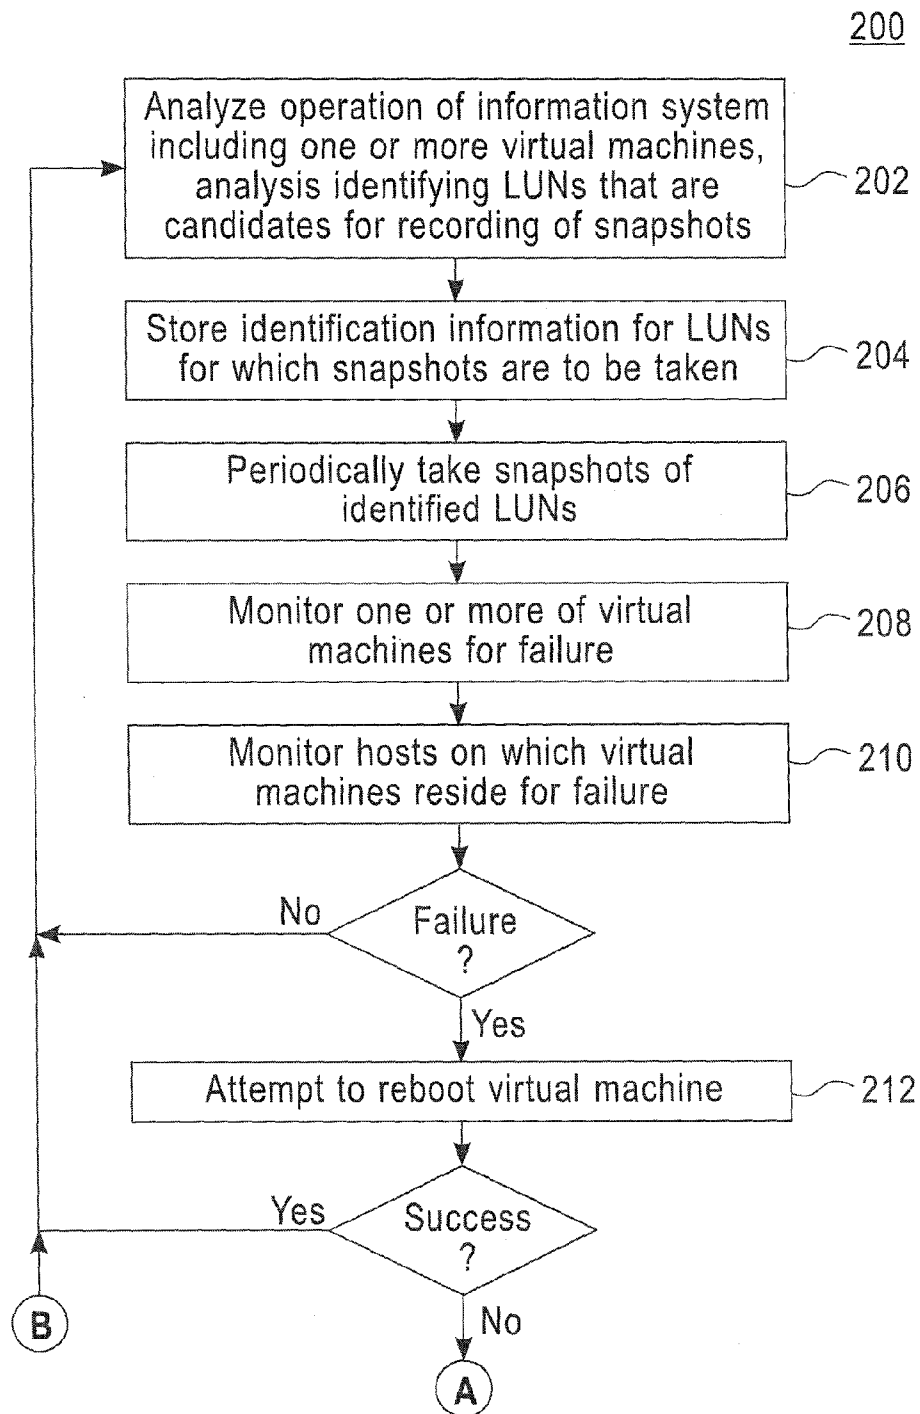 200
Analyze operation of information system
including one or more virtual machines,
analysis identifying LUNs that are
candidates for recording of snapshots
202
Store identification information for LUNs
for which snapshots are to be taken
204
Periodically take snapshots of
identified LUNs
206
Monitor one or more of virtual
machines for failure
208
Monitor hosts on which virtual
machines reside for failure
210
No
Failure
?
Yes
Attempt to reboot virtual machine
212
Yes
Success
?
B
No
A